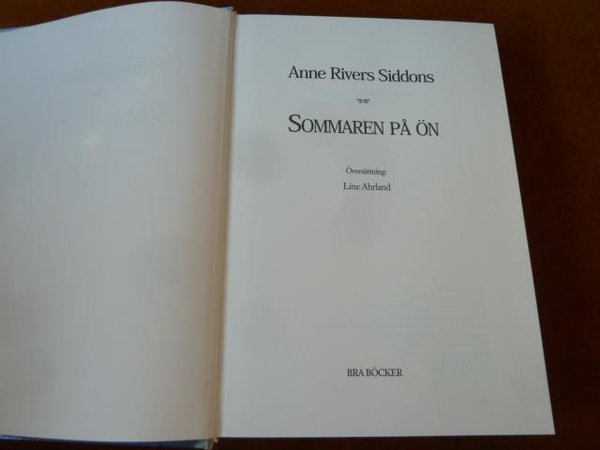 Anne Rivers Siddons
SOMMAREN PÅ ÖN
Översättning:
Line Ahrland
BRA BÖCKER